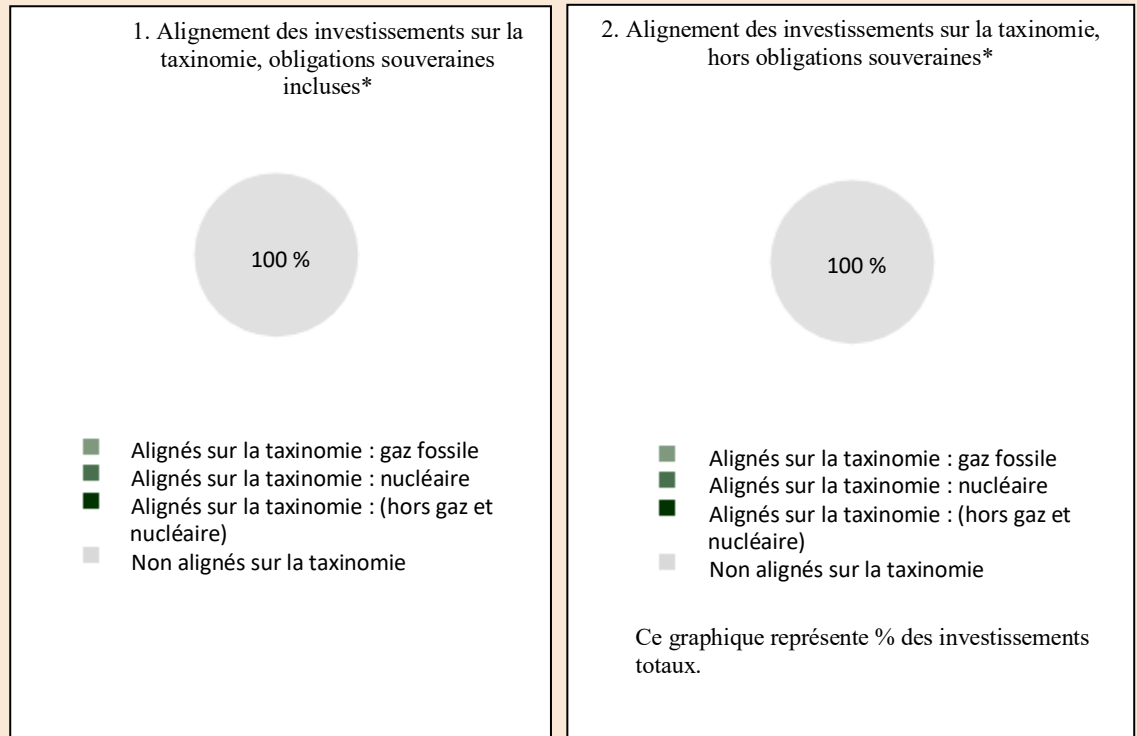 1. Alignement des investissements sur la
taxinomie, obligations souveraines
incluses*
100 %
Alignés sur la taxinomie : gaz fossile
Alignés sur la taxinomie : nucléaire
Alignés sur la taxinomie : (hors gaz et
nucléaire)
Non alignés sur la taxinomie
2. Alignement des investissements sur la taxinomie,
hors obligations souveraines*
100 %
Alignés sur la taxinomie : gaz fossile
Alignés sur la taxinomie : nucléaire
Alignés sur la taxinomie : (hors gaz et
nucléaire)
Non alignés sur la taxinomie
Ce graphique représente % des investissements
totaux.